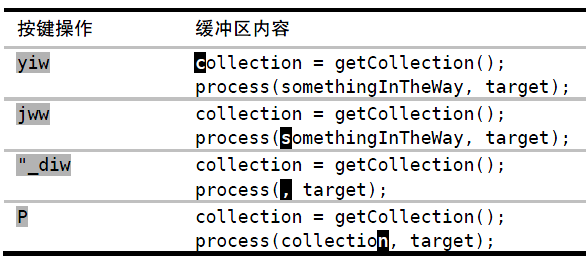 按键操作 缓冲区内容
yiw collection = getCollection();
process(somethingInTheWay, target);
jww collection = getCollection();
process(somethingInTheWay, target);
"_diw collection = getCollection();
process(, target);
P collection = getCollection();
process(collection, target);